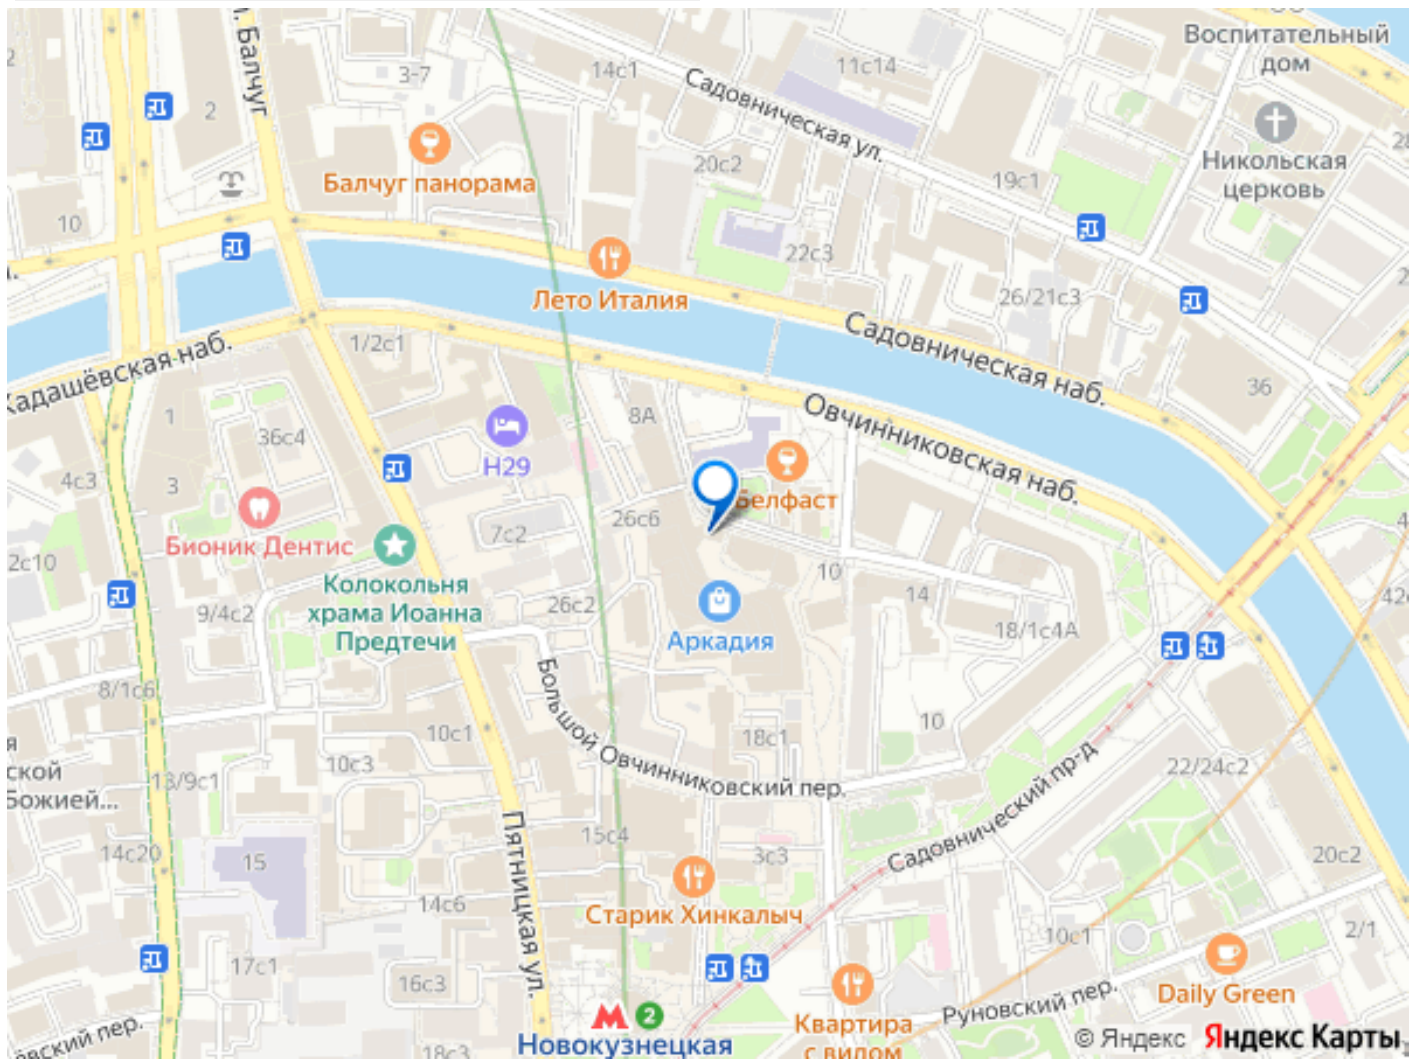 Воспитательный
дом
ул. Балчуг
3-7
14с1
11с14
2
Садовническая ул.
Балчуг панорама
20с2
19с1
Никольская
церковь
10
22с3
26/21с3
Лето Италия
Садовническая наб.
Кадашёвская наб.
1/2с1
36
1
36с4
8А
Овчинниковская наб.
4с3
3
Н29
Белфаст
26с6
7с2
Бионик Дентис
2с10
Колокольня
храма Иоанна
Предтечи
9/4с2
26с2
10
14
18/1с4А
Аркадия
8/1с6
Большой Овчинниковский пер.
10с1
10с3
18с1
10
22/24с2
ской
Божией...
13/9с1
Садовнический пр-д
Пятницкая ул.
14с20
15
15с4
3с3
20с2
14с6
Старик Хинкалыч
17с1
16с3
10с1
2/1
Daily Green
Руновский пер.
2
Новокузнецкая
18с3
Квартира
с видом
© Яндекс Яндекс Карты